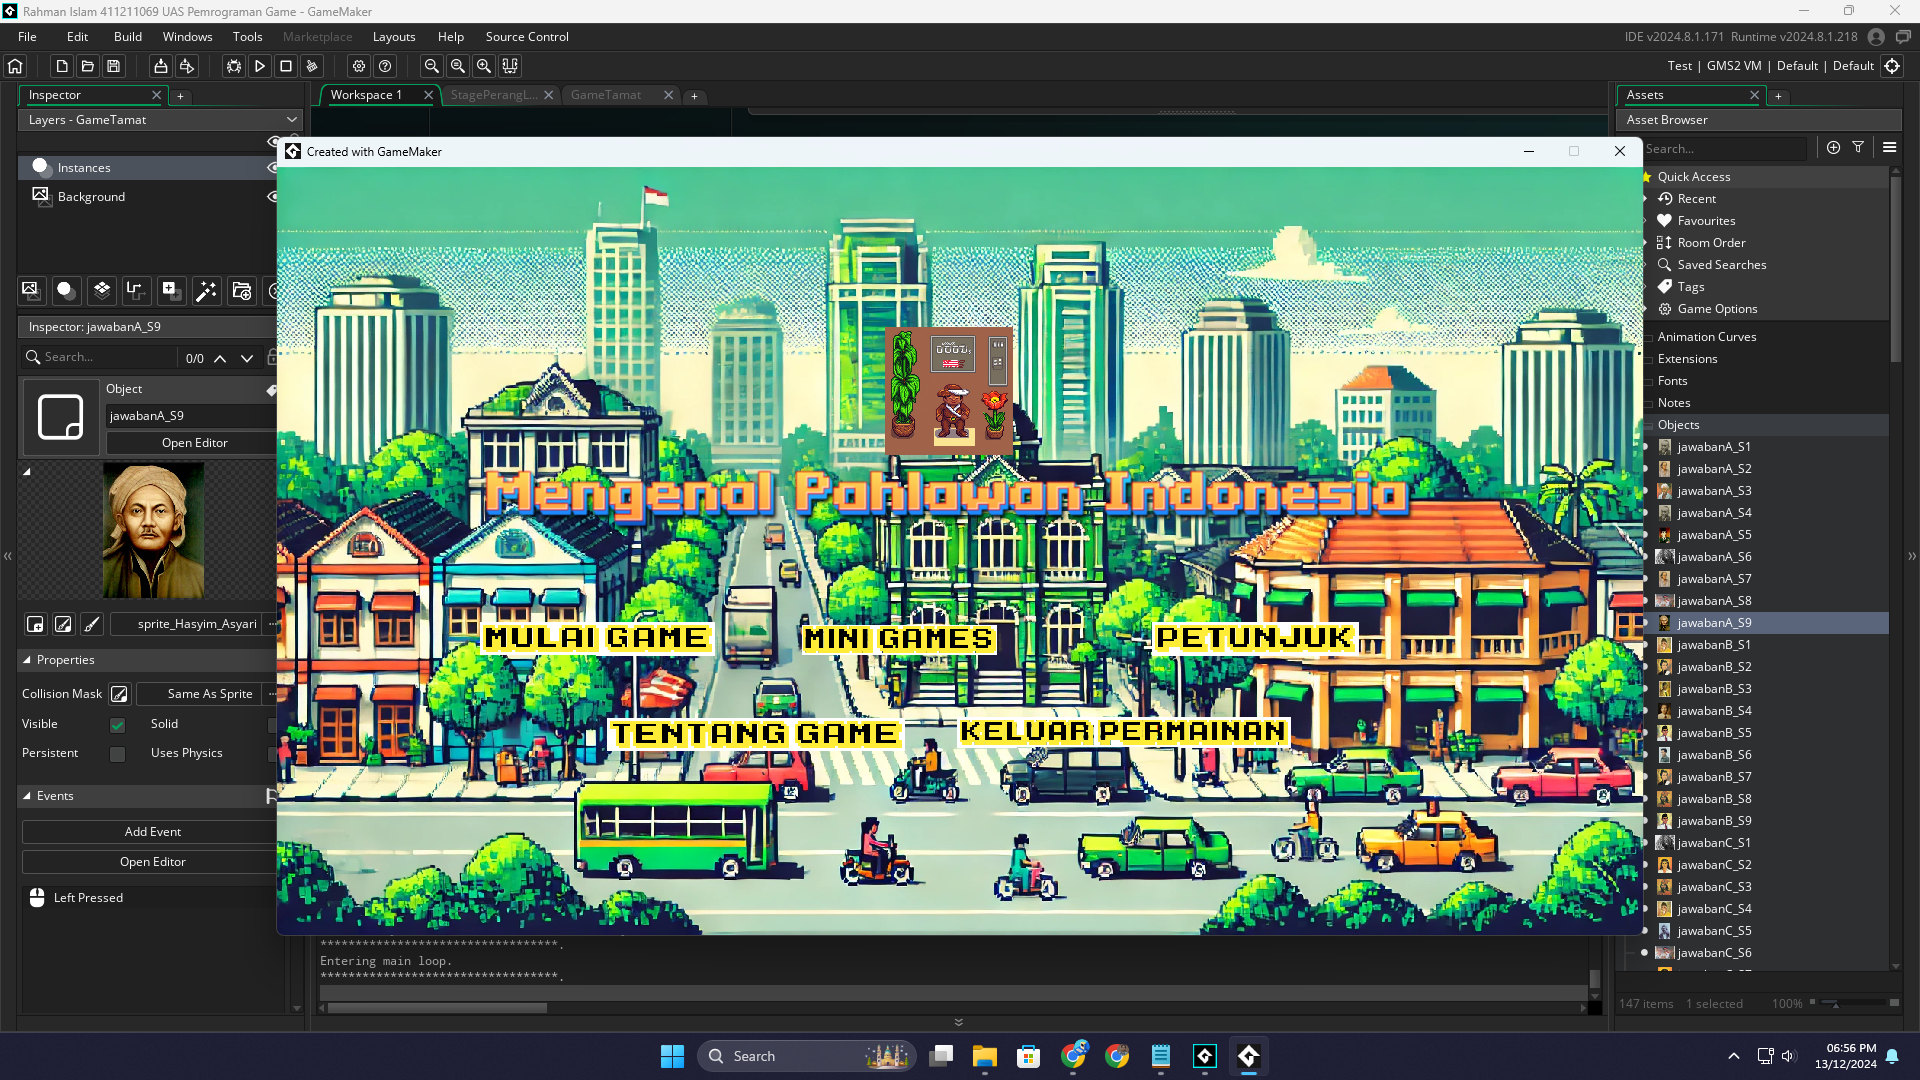 Rahman Islam 411211069 UAS Pemrograman Game - GameMaker
File Edit Build Windows Tools Marketplace Layouts Help Source Control
IDE v2024.8.1.171 Runtime v2024.8.1.218
Test | GMS2 VM | Default | Default
Inspector
Workspace 1
StagePerangL...
GameTamat
Assets
Layers - GameTamat
Asset Browser
Created with GameMaker
Search...
Instances
Background
Quick Access
Recent
Favourites
Room Order
Saved Searches
Tags
Game Options
Animation Curves
Extensions
Fonts
Notes
Objects
jawabanA_S1
jawabanA_S2
jawabanA_S3
jawabanA_S4
jawabanA_S5
jawabanA_S6
jawabanA_S7
jawabanA_S8
jawabanA_S9
jawabanB_S1
jawabanB_S2
jawabanB_S3
jawabanB_S4
jawabanB_S5
jawabanB_S6
jawabanB_S7
jawabanB_S8
jawabanB_S9
jawabanC_S1
jawabanC_S2
jawabanC_S3
jawabanC_S4
jawabanC_S5
jawabanC_S6
147 items 1 selected 100%
Inspector: jawabanA_S9
Search... 0/0
Object
jawabanA_S9
Open Editor
sprite_Hasyim_Asyari
Properties
Collision Mask Same As Sprite
Visible Solid
Persistent Uses Physics
Events
Add Event
Open Editor
Left Pressed
Mengenal Pahlawan Indonesia
MULAI GAME
MINI GAMES
PETUNJUK
TENTANG GAME
KELUAR PERMAINAN
**********************************.
Entering main loop.
**********************************.
Search
06:56 PM
13/12/2024